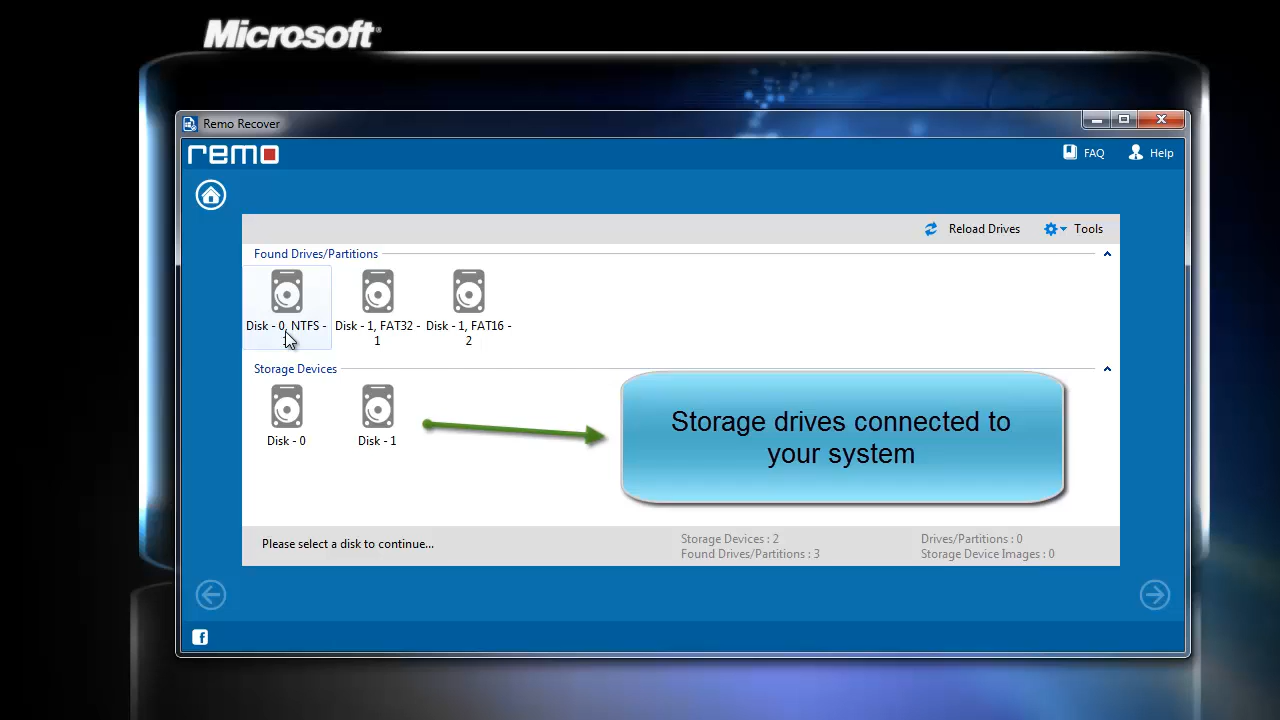 Microsoft
Remo Recover
remo
FAQ
Help
Reload Drives
Tools
Found Drives/Partitions
Disk - 0, NTFS -
1
Disk - 1, FAT32 -
1
Disk - 1, FAT16 -
2
Storage Devices
Disk - 0
Disk - 1
Storage drives connected to
your system
Please select a disk to continue...
Storage Devices : 2
Found Drives/Partitions : 3
Drives/Partitions : 0
Storage Device Images : 0